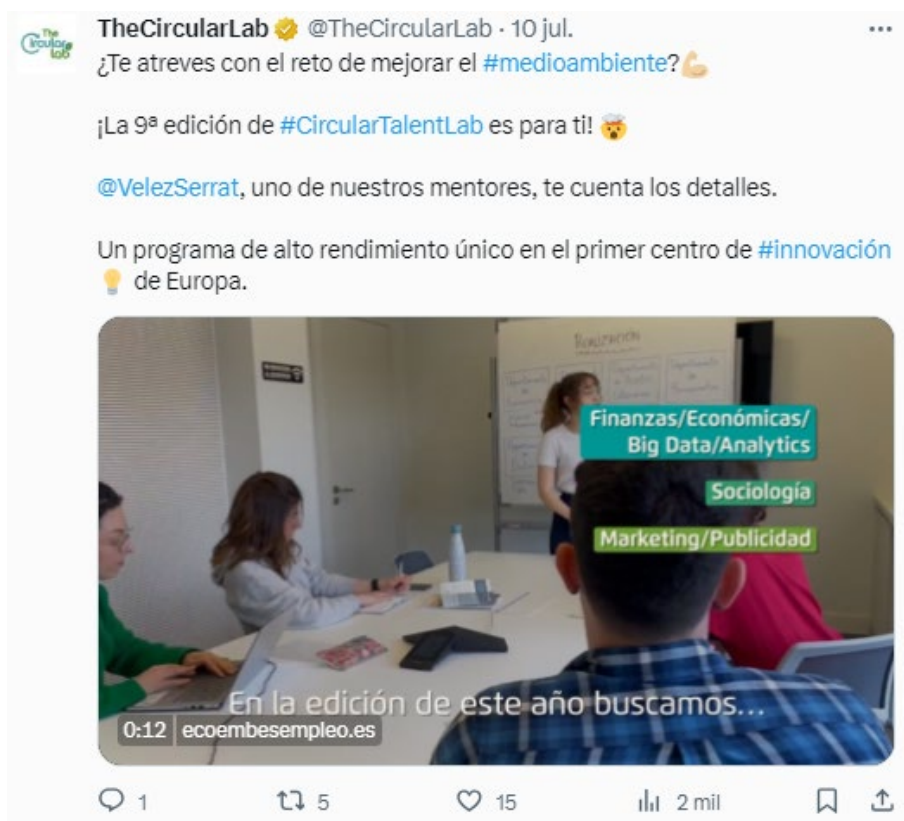 The
Circular
Lab
TheCircularLab @TheCircularLab · 10 jul.
¿Te atreves con el reto de mejorar el #medioambiente?
¡La 9ª edición de #CircularTalentLab es para ti!
@VelezSerrat, uno de nuestros mentores, te cuenta los detalles.
Un programa de alto rendimiento único en el primer centro de #innovación
de Europa.
Finanzas/Económicas/
Big Data/Analytics
Sociología
Marketing/Publicidad
En la edición de este año buscamos...
0:12 ecoembesempleo.es
1 5 15 2 mil